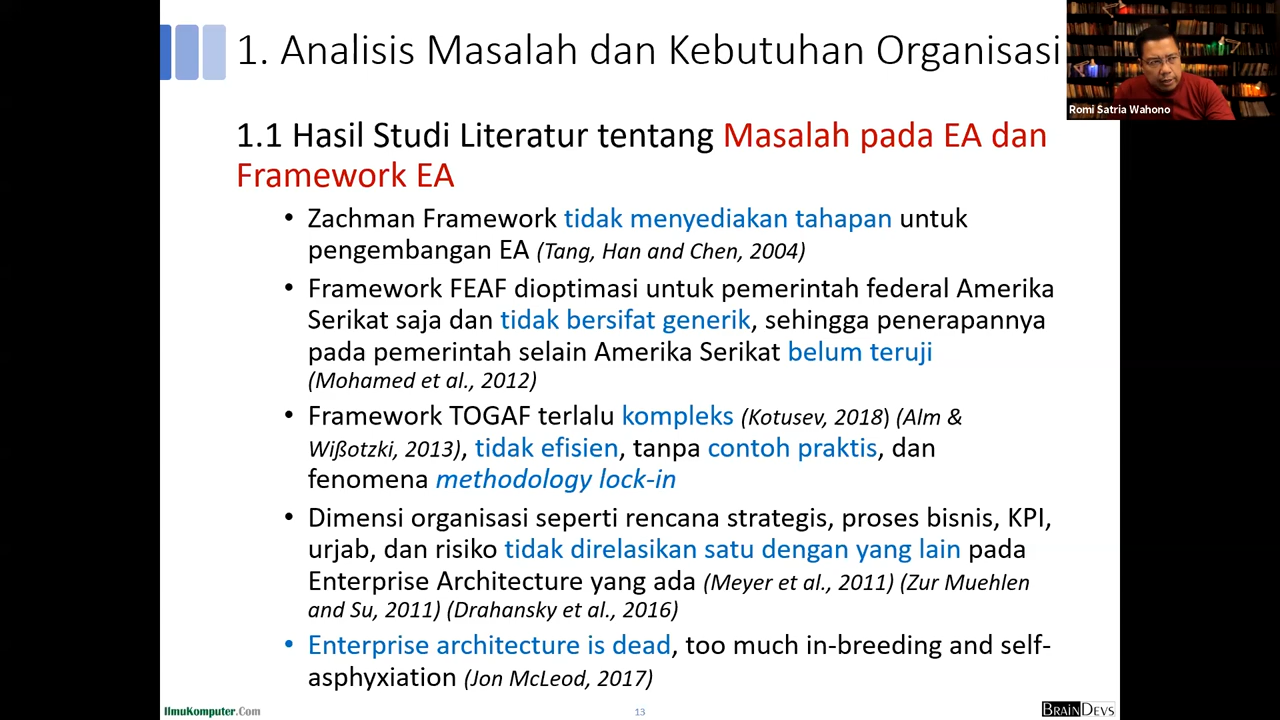 1. Analisis Masalah dan Kebutuhan Organisasi
Romi Satria Wahono
1.1 Hasil Studi Literatur tentang Masalah pada EA dan
Framework EA
• Zachman Framework tidak menyediakan tahapan untuk
pengembangan EA (Tang, Han and Chen, 2004)
• Framework FEAF dioptimasi untuk pemerintah federal Amerika
Serikat saja dan tidak bersifat generik, sehingga penerapannya
pada pemerintah selain Amerika Serikat belum teruji
(Mohamed et al., 2012)
• Framework TOGAF terlalu kompleks (Kotusev, 2018) (Alm &
Wißotzki, 2013), tidak efisien, tanpa contoh praktis, dan
fenomena methodology lock-in
• Dimensi organisasi seperti rencana strategis, proses bisnis, KPI,
urjab, dan risiko tidak direlasikan satu dengan yang lain pada
Enterprise Architecture yang ada (Meyer et al., 2011) (Zur Muehlen
and Su, 2011) (Drahansky et al., 2016)
• Enterprise architecture is dead, too much in-breeding and self-
asphyxiation (Jon McLeod, 2017)
IlmuKomputer.Com
13
BRAINDEVS